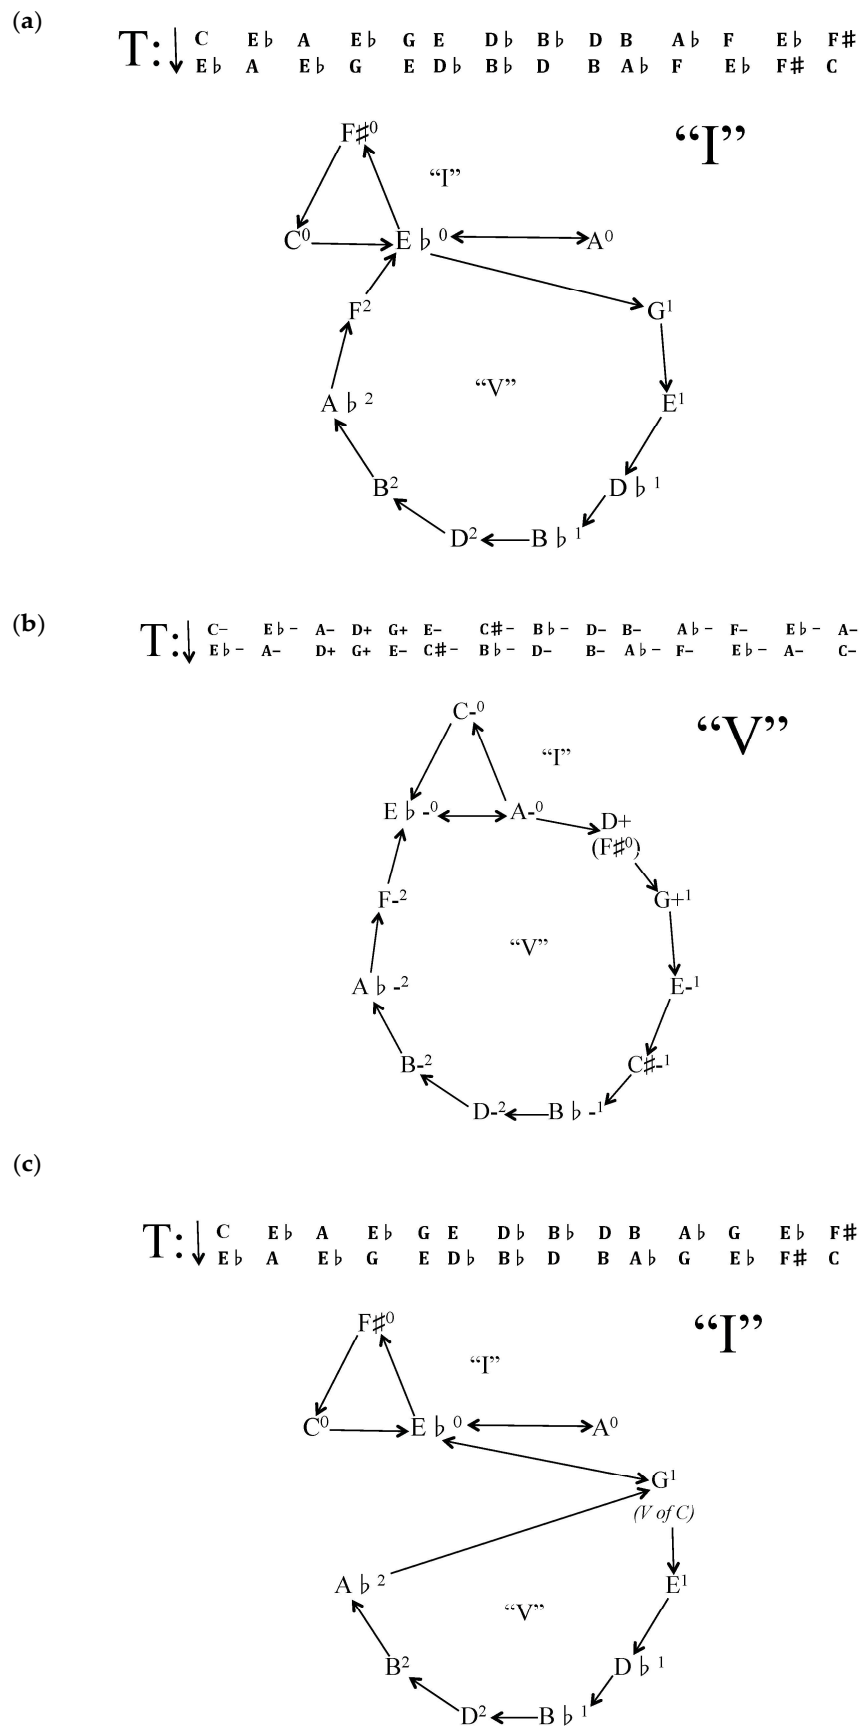 (a)
T: C E♭ A E♭ G E D♭ B♭ D B A♭ F E♭ F♯
E♭ A E♭ G E D♭ B♭ D B A♭ F E♭ F♯ C
“I”
F♯⁰
“I”
C⁰ E♭⁰ A⁰
F² G¹
“V”
A♭² E¹
B² D♭¹
D² B♭¹
(b)
T: C– E♭– A– D+ G+ E– C♯– B♭– D– B– A♭– F– E♭– A–
E♭– A– D+ G+ E– C♯– B♭– D– B– A♭– F– E♭– A– C–
“V”
C-⁰
“I”
E♭-⁰ A-⁰ D+
(F♯⁰)
F-² G+¹
“V”
A♭-² E-¹
B-² C♯-¹
D-² B♭-¹
(c)
T: C E♭ A E♭ G E D♭ B♭ D B A♭ G E♭ F♯
E♭ A E♭ G E D♭ B♭ D B A♭ G E♭ F♯ C
“I”
F♯⁰
“I”
C⁰ E♭⁰ A⁰
G¹
(V of C)
A♭² E¹
“V”
B² D♭¹
D² B♭¹